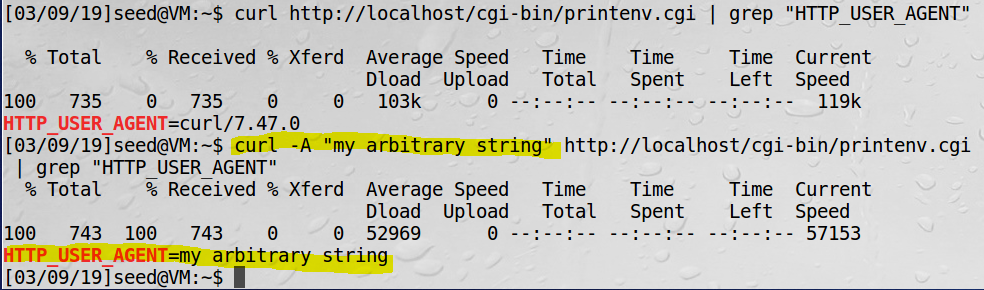 [03/09/19]seed@VM:~$ curl http://localhost/cgi-bin/printenv.cgi | grep "HTTP_USER_AGENT"
% Total % Received % Xferd Average Speed Time Time Time Current
Dload Upload Total Spent Left Speed
100 735 0 735 0 0 103k 0 --:--:-- --:--:-- --:--:-- 119k
HTTP_USER_AGENT=curl/7.47.0
[03/09/19]seed@VM:~$ curl -A "my arbitrary string" http://localhost/cgi-bin/printenv.cgi
| grep "HTTP_USER_AGENT"
% Total % Received % Xferd Average Speed Time Time Time Current
Dload Upload Total Spent Left Speed
100 743 100 743 0 0 52969 0 --:--:-- --:--:-- --:--:-- 57153
HTTP_USER_AGENT=my arbitrary string
[03/09/19]seed@VM:~$